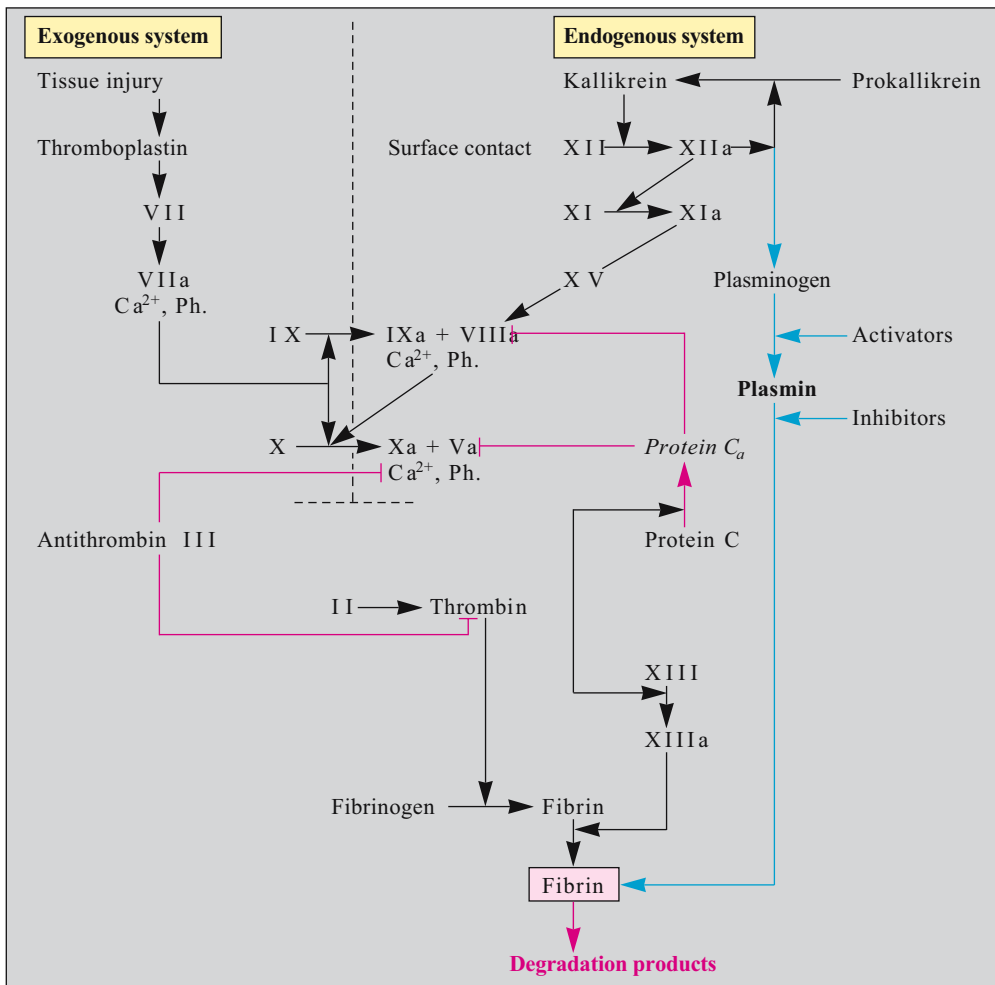 Exogenous system
Endogenous system
Tissue injury
Kallikrein
Prokallikrein
Thromboplastin
Surface contact
XII
XIIa
VII
XI
XIa
VIIa
Ca²⁺, Ph.
XV
Plasminogen
IX
IXa + VIIIa
Ca²⁺, Ph.
Activators
Plasmin
Inhibitors
X
Xa + Va
Ca²⁺, Ph.
Protein Cₐ
Antithrombin III
Protein C
II
Thrombin
XIII
XIIIa
Fibrinogen
Fibrin
Fibrin
Degradation products